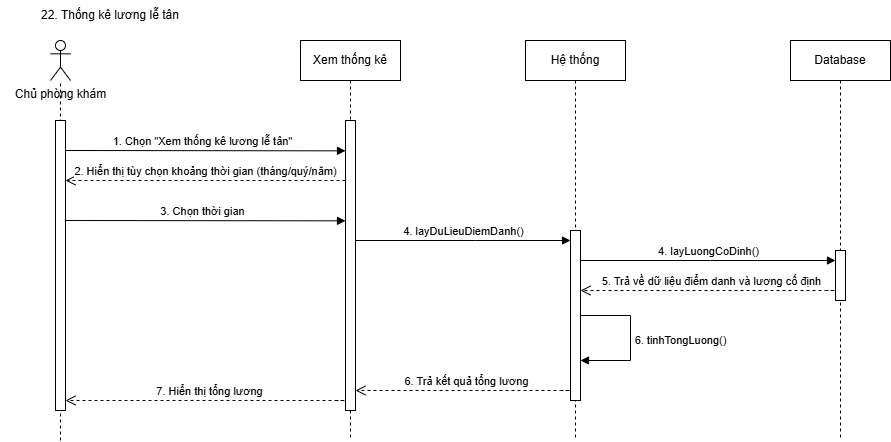 22. Thống kê lương lễ tân
Xem thống kê
Hệ thống
Database
Chủ phòng khám
1. Chọn "Xem thống kê lương lễ tân"
2. Hiển thị tùy chọn khoảng thời gian (tháng/quý/năm)
3. Chọn thời gian
4. layDuLieuDiemDanh()
4. layLuongCoDinh()
5. Trả về dữ liệu điểm danh và lương cố định
6. tinhTongLuong()
6. Trả kết quả tổng lương
7. Hiển thị tổng lương